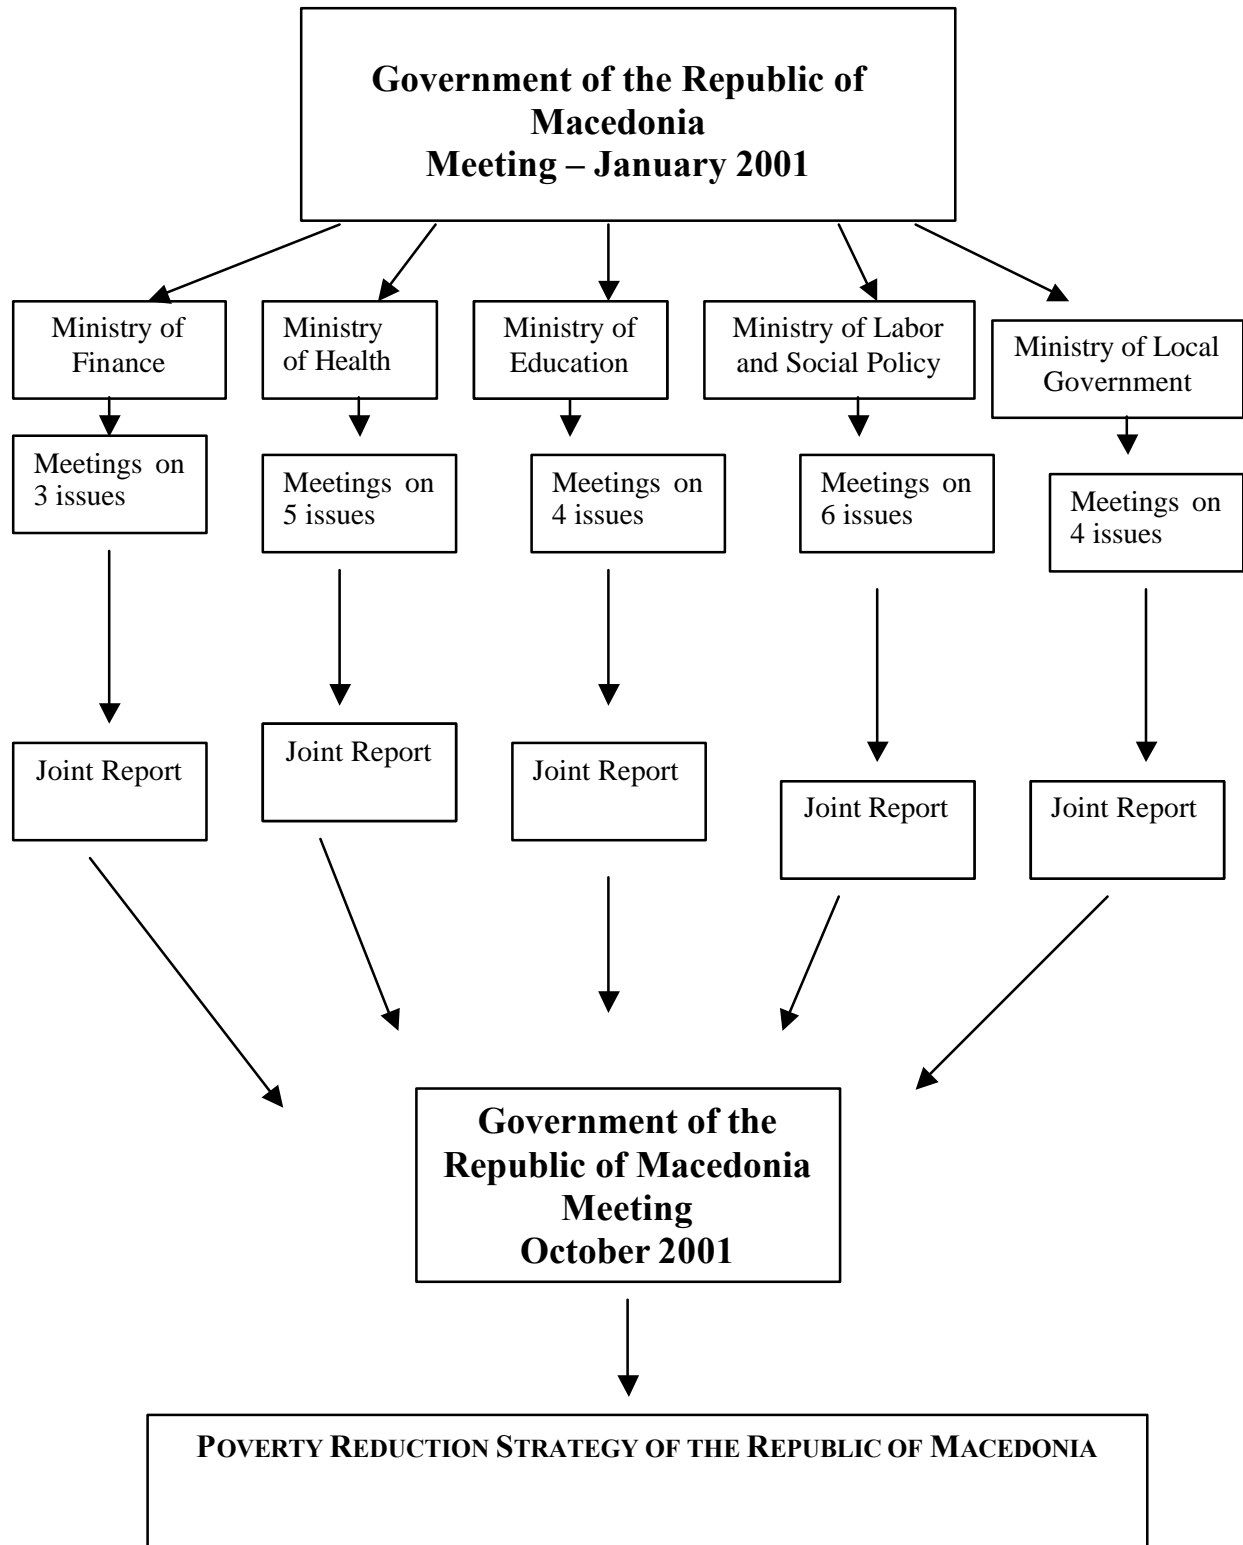 Government of the Republic of
Macedonia
Meeting – January 2001
Ministry of
Finance
Ministry
of Health
Ministry of
Education
Ministry of Labor
and Social Policy
Ministry of Local
Government
Meetings on
3 issues
Meetings on
5 issues
Meetings on
4 issues
Meetings on
6 issues
Meetings on
4 issues
Joint Report
Joint Report
Joint Report
Joint Report
Joint Report
Government of the
Republic of Macedonia
Meeting
October 2001
POVERTY REDUCTION STRATEGY OF THE REPUBLIC OF MACEDONIA